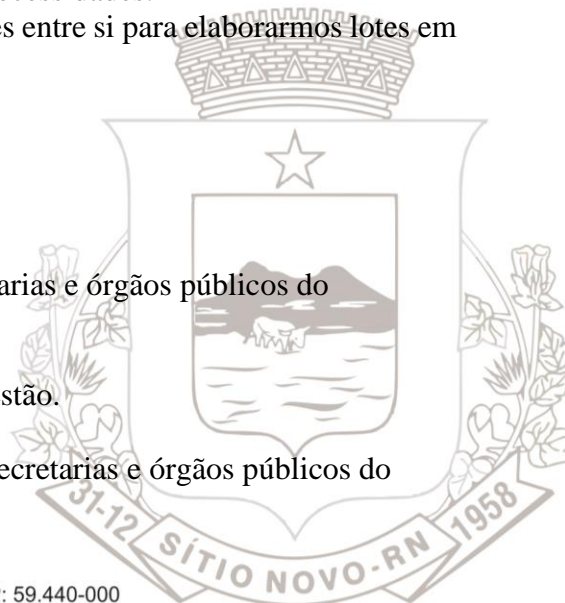 es entre si para elaborarmos lotes em
arias e órgãos públicos do
stão.
ecretarias e órgãos públicos do
31-12 SÍTIO NOVO-RN 1958
: 59.440-000